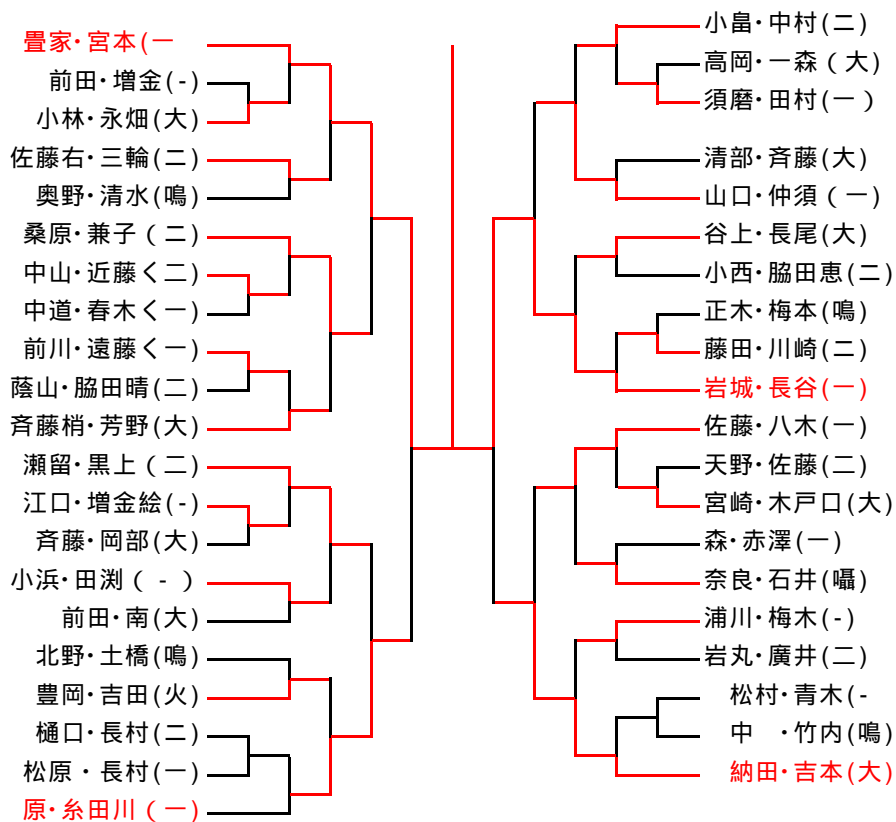 畳家・宮本(一
前田・増金(-)
小林・永畑(大)
佐藤右・三輪(二)
奥野・清水(鳴)
桑原・兼子(二)
中山・近藤く二)
中道・春木く一)
前川・遠藤く一)
蔭山・脇田晴(二)
斉藤梢・芳野(大)
瀬留・黒上(二)
江口・増金絵(-)
斉藤・岡部(大)
小浜・田渕(-)
前田・南(大)
北野・土橋(鳴)
豊岡・吉田(火)
樋口・長村(二)
松原・長村(一)
原・糸田川(一)
小畠・中村(二)
高岡・一森(大)
須磨・田村(一)
清部・斉藤(大)
山口・仲須(一)
谷上・長尾(大)
小西・脇田恵(二)
正木・梅本(鳴)
藤田・川崎(二)
岩城・長谷(一)
佐藤・八木(一)
天野・佐藤(二)
宮崎・木戸口(大)
森・赤澤(一)
奈良・石井(囁)
浦川・梅木(-)
岩丸・廣井(二)
松村・青木(-
中 ・竹内(鳴)
納田・吉本(大)